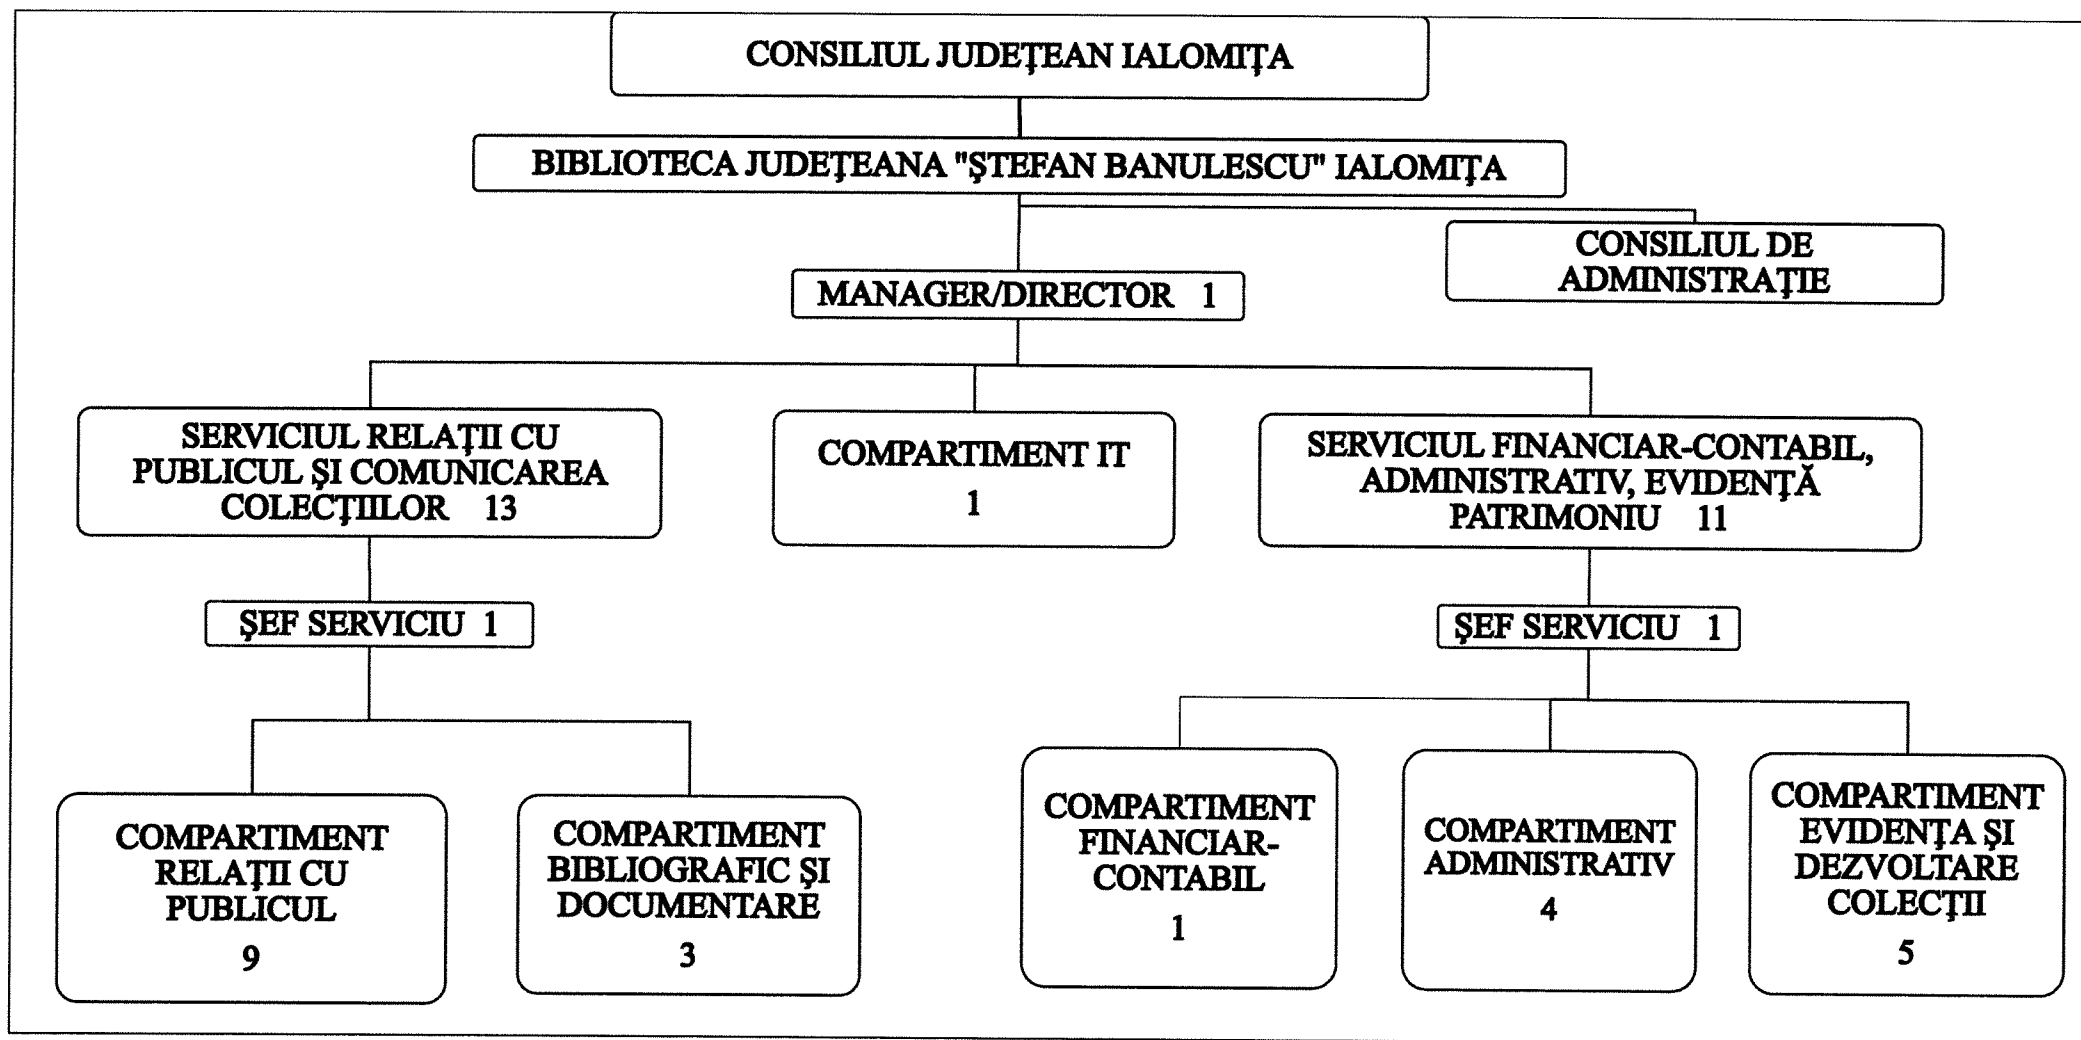 CONSILIUL JUDEŢEAN IALOMIŢA
BIBLIOTECA JUDEŢEANA "ŞTEFAN BANULESCU" IALOMIŢA
CONSILIUL DE
ADMINISTRAŢIE
MANAGER/DIRECTOR 1
SERVICIUL RELAŢII CU
PUBLICUL ŞI COMUNICAREA
COLECŢIILOR 13
COMPARTIMENT IT
1
SERVICIUL FINANCIAR-CONTABIL,
ADMINISTRATIV, EVIDENŢĂ
PATRIMONIU 11
ŞEF SERVICIU 1
ŞEF SERVICIU 1
COMPARTIMENT
RELAŢII CU
PUBLICUL
9
COMPARTIMENT
BIBLIOGRAFIC ŞI
DOCUMENTARE
3
COMPARTIMENT
FINANCIAR-
CONTABIL
1
COMPARTIMENT
ADMINISTRATIV
4
COMPARTIMENT
EVIDENŢA ŞI
DEZVOLTARE
COLECŢII
5